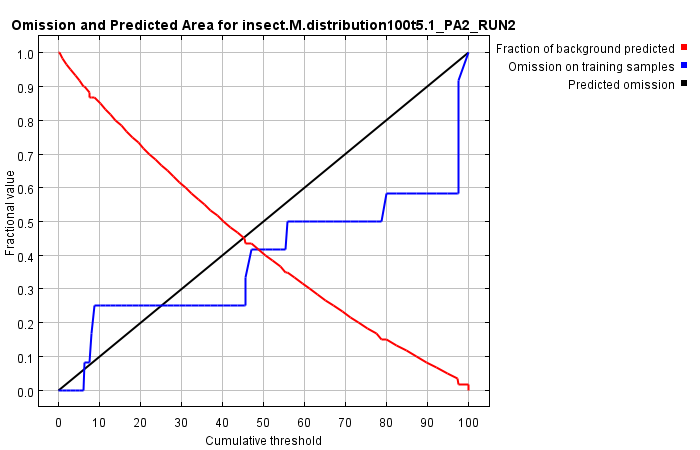 Omission and Predicted Area for insect.M.distribution100t5.1_PA2_RUN2
Fraction of background predicted
Omission on training samples
Predicted omission
Fractional value
1.0
0.9
0.8
0.7
0.6
0.5
0.4
0.3
0.2
0.1
0.0
0 10 20 30 40 50 60 70 80 90 100
Cumulative threshold